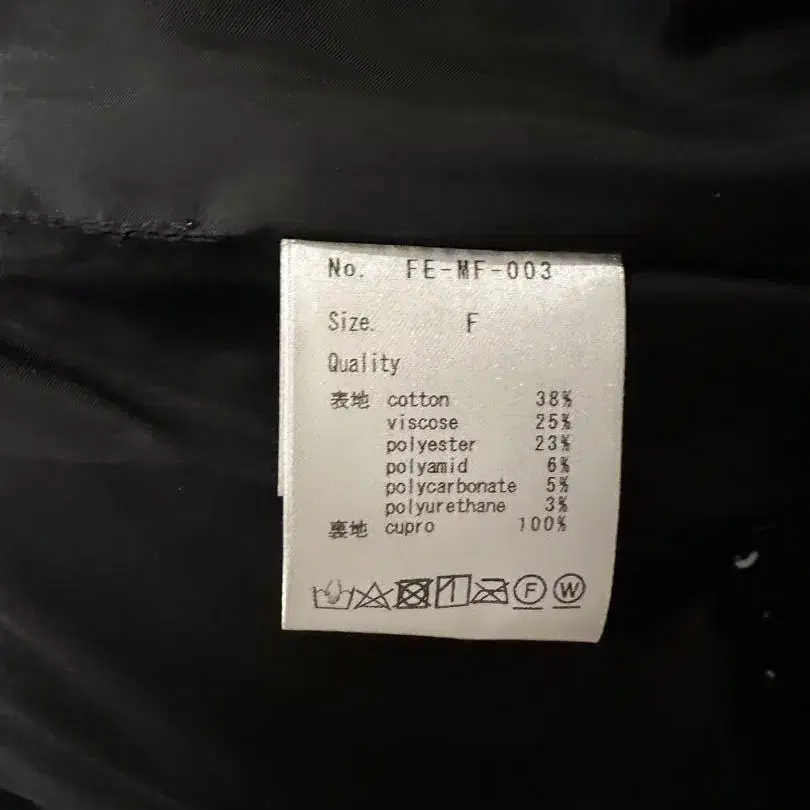 No. FE-MF-003
Size. F
Quality
表地 cotton 38%
viscose 25%
polyester 23%
polyamid 6%
polycarbonate 5%
polyurethane 3%
裏地 cupro 100%
F W